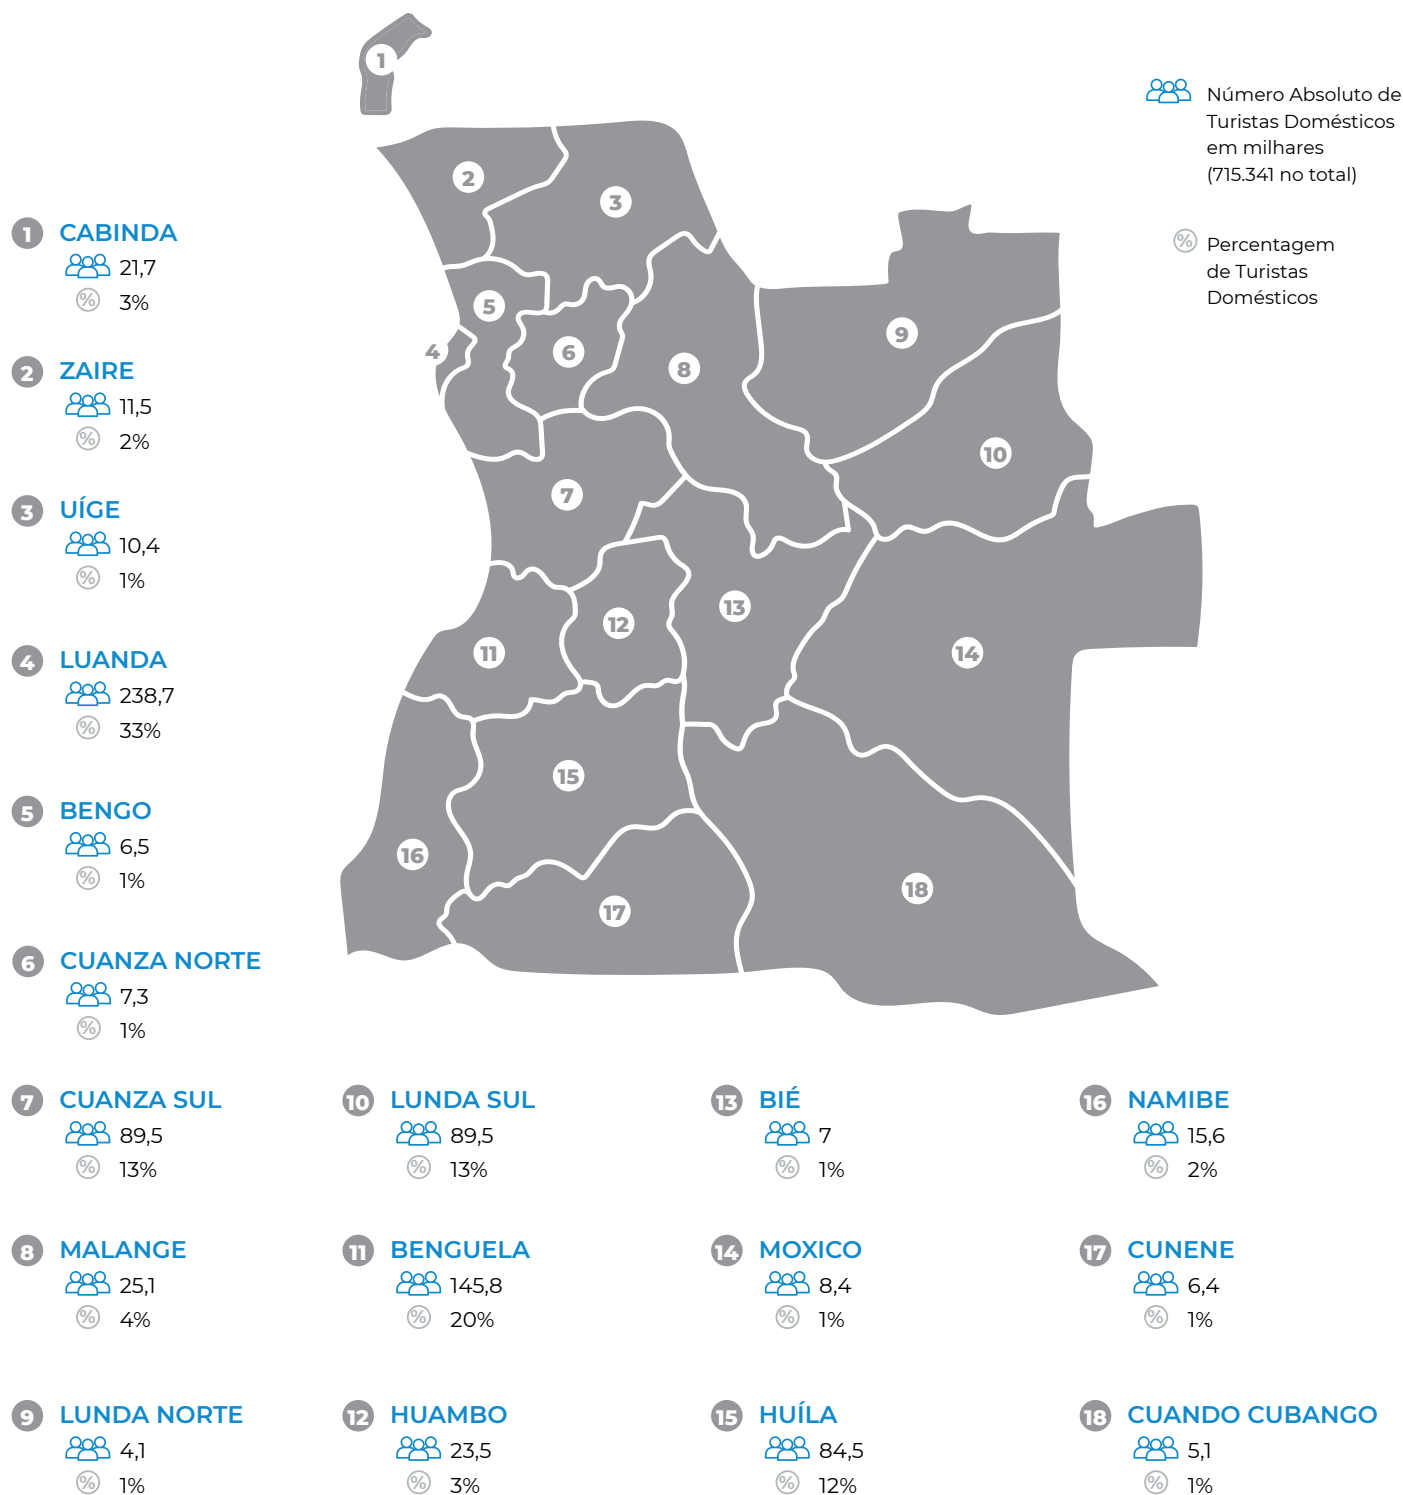 1
2
3
4
5
6
7
8
9
10
11
12
13
14
15
16
17
18
Número Absoluto de
Turistas Domésticos
em milhares
(715.341 no total)
% Percentagem
de Turistas
Domésticos
1 CABINDA
21,7
% 3%
2 ZAIRE
11,5
% 2%
3 UÍGE
10,4
% 1%
4 LUANDA
238,7
% 33%
5 BENGO
6,5
% 1%
6 CUANZA NORTE
7,3
% 1%
7 CUANZA SUL
89,5
% 13%
8 MALANGE
25,1
% 4%
9 LUNDA NORTE
4,1
% 1%
10 LUNDA SUL
89,5
% 13%
11 BENGUELA
145,8
% 20%
12 HUAMBO
23,5
% 3%
13 BIÉ
7
% 1%
14 MOXICO
8,4
% 1%
15 HUÍLA
84,5
% 12%
16 NAMIBE
15,6
% 2%
17 CUNENE
6,4
% 1%
18 CUANDO CUBANGO
5,1
% 1%